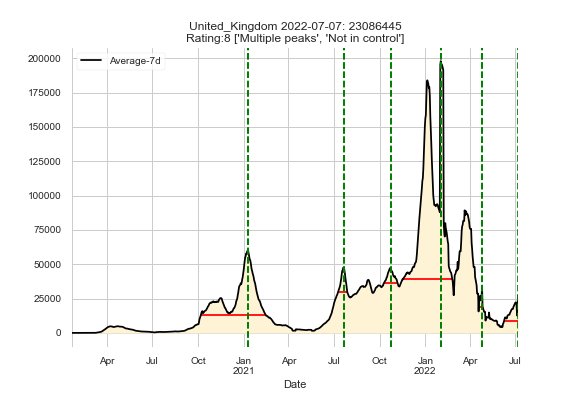 United_Kingdom 2022-07-07: 23086445
Rating:8 ['Multiple peaks', 'Not in control']
Average-7d
200000
175000
150000
125000
100000
75000
50000
25000
0
Apr Jul Oct Jan Apr Jul Oct Jan Apr Jul
2021 2022
Date